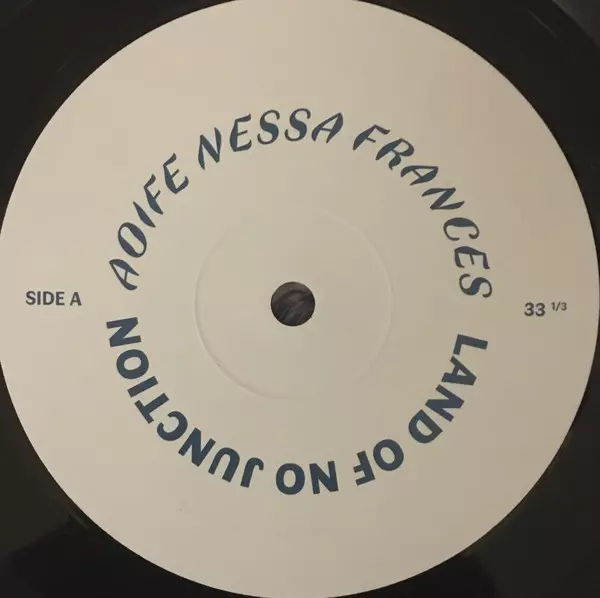 AOIFE NESSA FRANCES
LAND OF NO JUNCTION
SIDE A
33 1/3